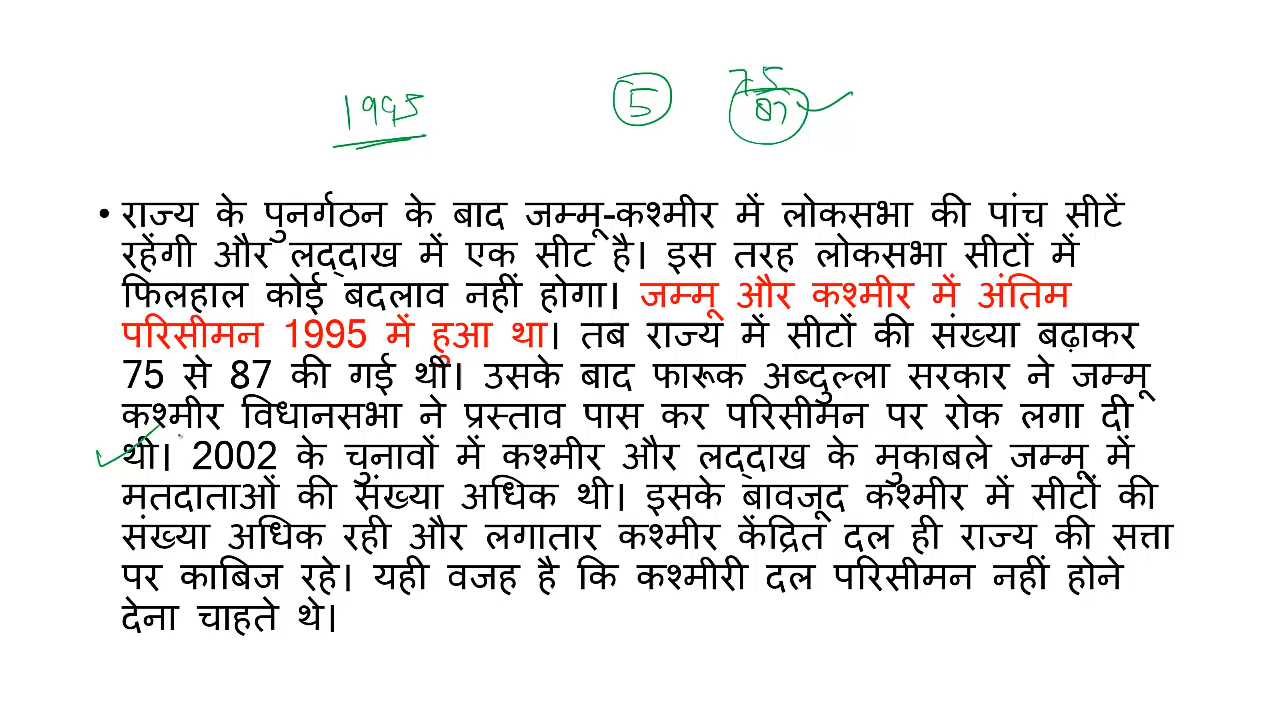 1995 5 75
87
• राज्य के पुनर्गठन के बाद जम्मू-कश्मीर में लोकसभा की पांच सीटें
रहेंगी और लद्दाख में एक सीट है। इस तरह लोकसभा सीटों में
फिलहाल कोई बदलाव नहीं होगा। जम्मू और कश्मीर में अंतिम
परिसीमन 1995 में हुआ था। तब राज्य में सीटों की संख्या बढ़ाकर
75 से 87 की गई थी। उसके बाद फारूक अब्दुल्ला सरकार ने जम्मू
कश्मीर विधानसभा ने प्रस्ताव पास कर परिसीमन पर रोक लगा दी
थी। 2002 के चुनावों में कश्मीर और लद्दाख के मुकाबले जम्मू में
मतदाताओं की संख्या अधिक थी। इसके बावजूद कश्मीर में सीटों की
संख्या अधिक रही और लगातार कश्मीर केंद्रित दल ही राज्य की सत्ता
पर काबिज रहे। यही वजह है कि कश्मीरी दल परिसीमन नहीं होने
देना चाहते थे।